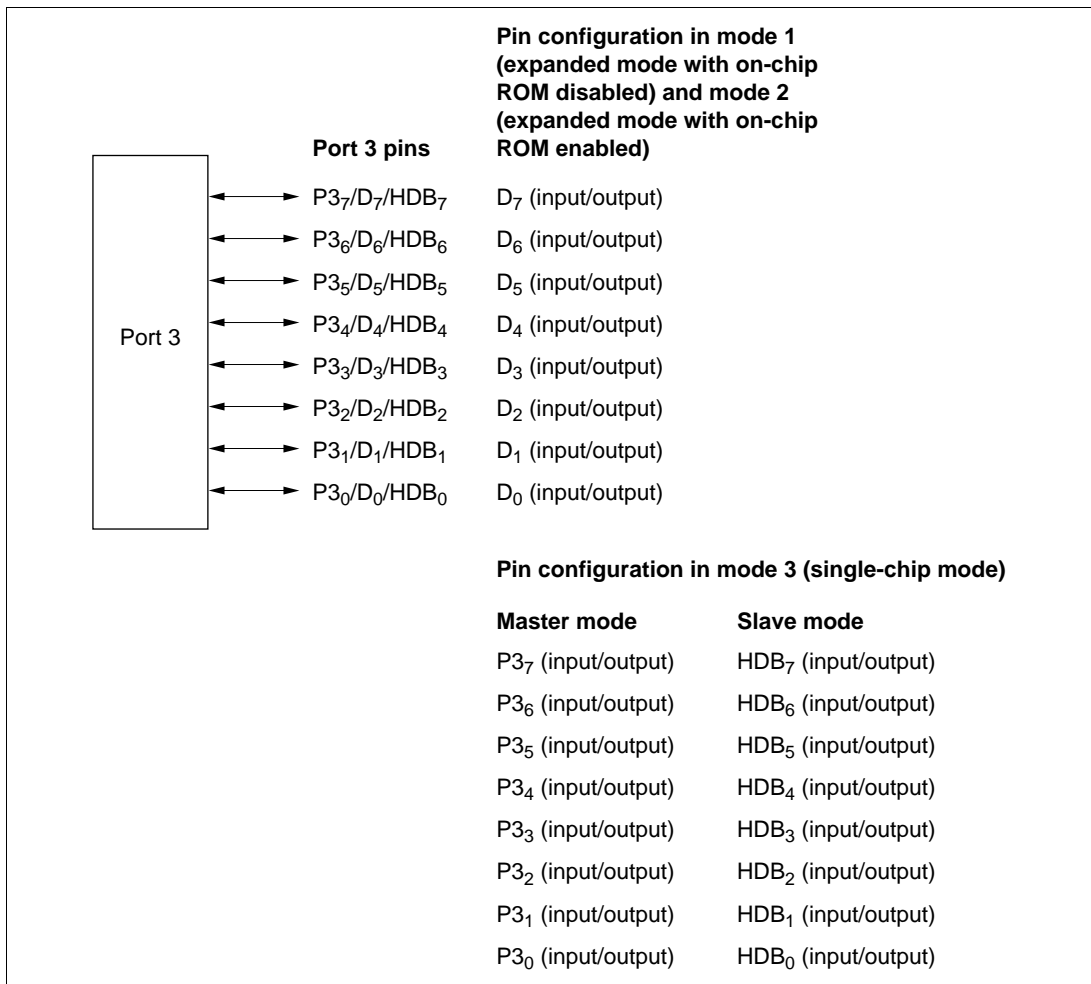 Pin configuration in mode 1
(expanded mode with on-chip
ROM disabled) and mode 2
(expanded mode with on-chip
Port 3 pins ROM enabled)
P3₇/D₇/HDB₇ D₇ (input/output)
P3₆/D₆/HDB₆ D₆ (input/output)
P3₅/D₅/HDB₅ D₅ (input/output)
P3₄/D₄/HDB₄ D₄ (input/output)
Port 3
P3₃/D₃/HDB₃ D₃ (input/output)
P3₂/D₂/HDB₂ D₂ (input/output)
P3₁/D₁/HDB₁ D₁ (input/output)
P3₀/D₀/HDB₀ D₀ (input/output)
Pin configuration in mode 3 (single-chip mode)
Master mode Slave mode
P3₇ (input/output) HDB₇ (input/output)
P3₆ (input/output) HDB₆ (input/output)
P3₅ (input/output) HDB₅ (input/output)
P3₄ (input/output) HDB₄ (input/output)
P3₃ (input/output) HDB₃ (input/output)
P3₂ (input/output) HDB₂ (input/output)
P3₁ (input/output) HDB₁ (input/output)
P3₀ (input/output) HDB₀ (input/output)